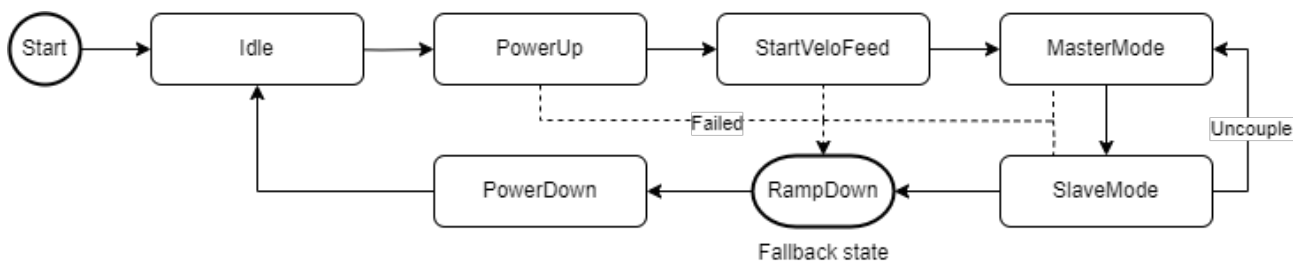 Start
Idle
PowerUp
StartVeloFeed
MasterMode
Failed
Uncouple
PowerDown
RampDown
SlaveMode
Fallback state